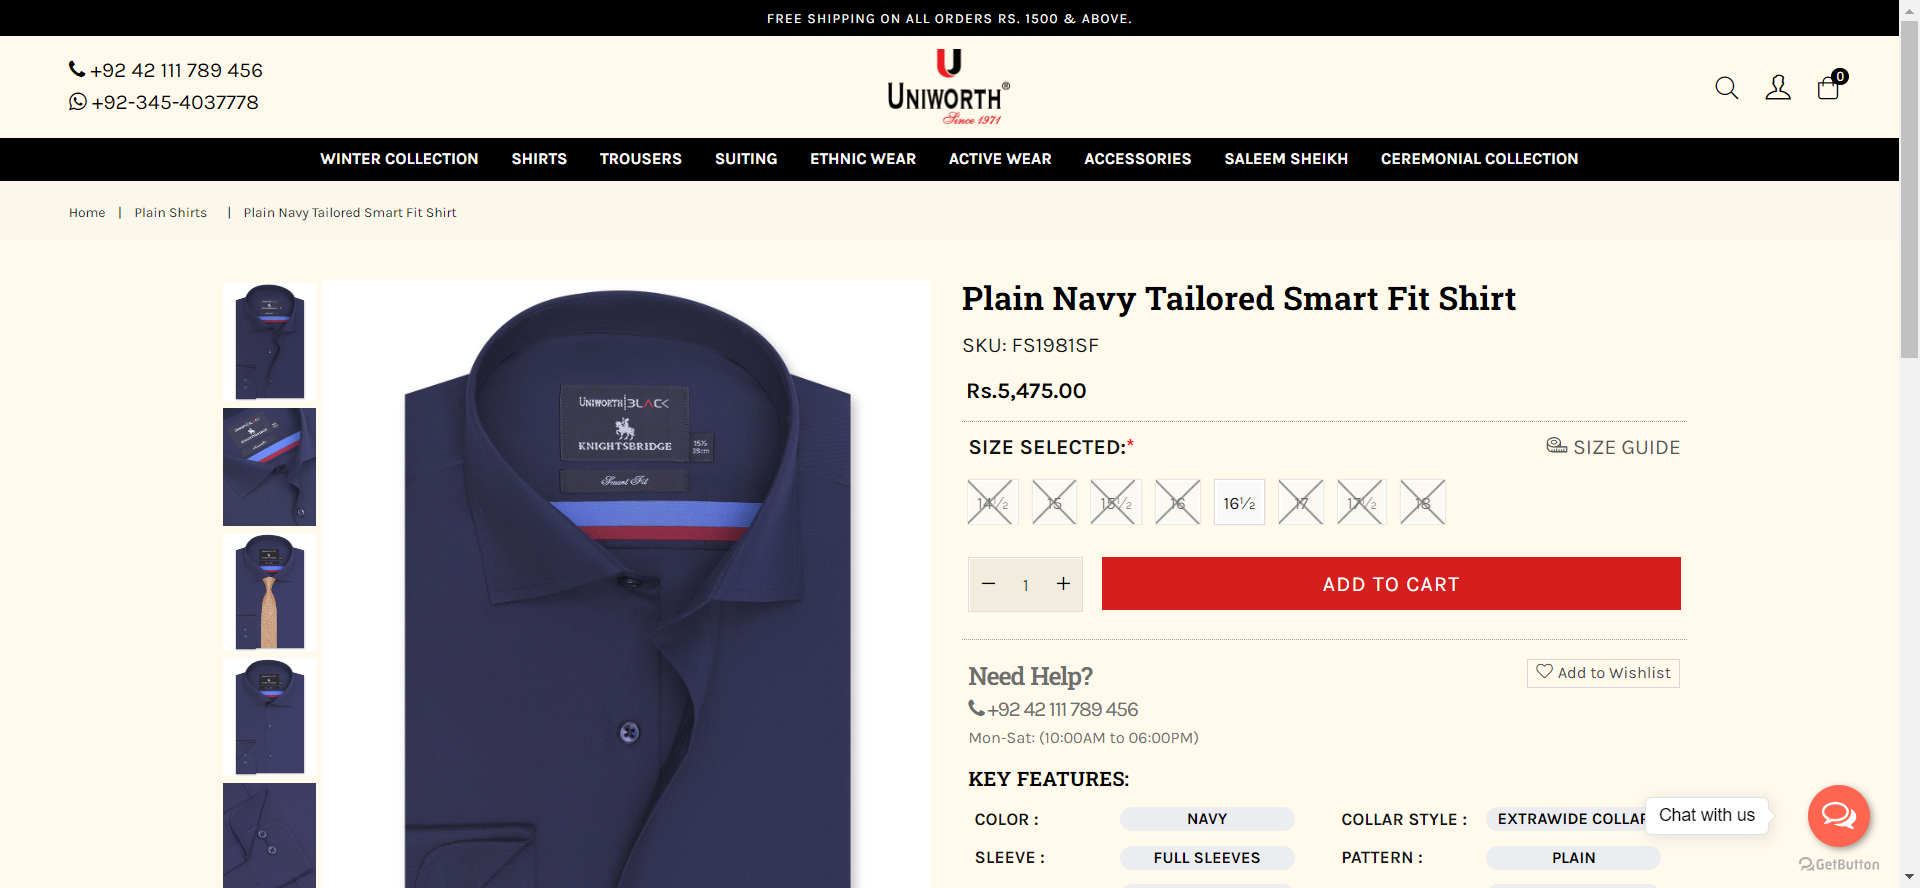 FREE SHIPPING ON ALL ORDERS RS. 1500 & ABOVE.
+92 42 111 789 456
+92-345-4037778
UNIWORTH®
Since 1971
0
WINTER COLLECTION SHIRTS TROUSERS SUITING ETHNIC WEAR ACTIVE WEAR ACCESSORIES SALEEM SHEIKH CEREMONIAL COLLECTION
Home | Plain Shirts | Plain Navy Tailored Smart Fit Shirt
UNIWORTH BLACK
KNIGHTSBRIDGE
15½
39cm
Smart Fit
Plain Navy Tailored Smart Fit Shirt
SKU: FS1981SF
Rs.5,475.00
SIZE SELECTED:*
SIZE GUIDE
14½ 15 15½ 16 16½ 17 17½ 18
− 1 +
ADD TO CART
Need Help?
Add to Wishlist
+92 42 111 789 456
Mon-Sat: (10:00AM to 06:00PM)
KEY FEATURES:
COLOR : NAVY COLLAR STYLE : EXTRAWIDE COLLAR
SLEEVE : FULL SLEEVES PATTERN : PLAIN
Chat with us
GetButton